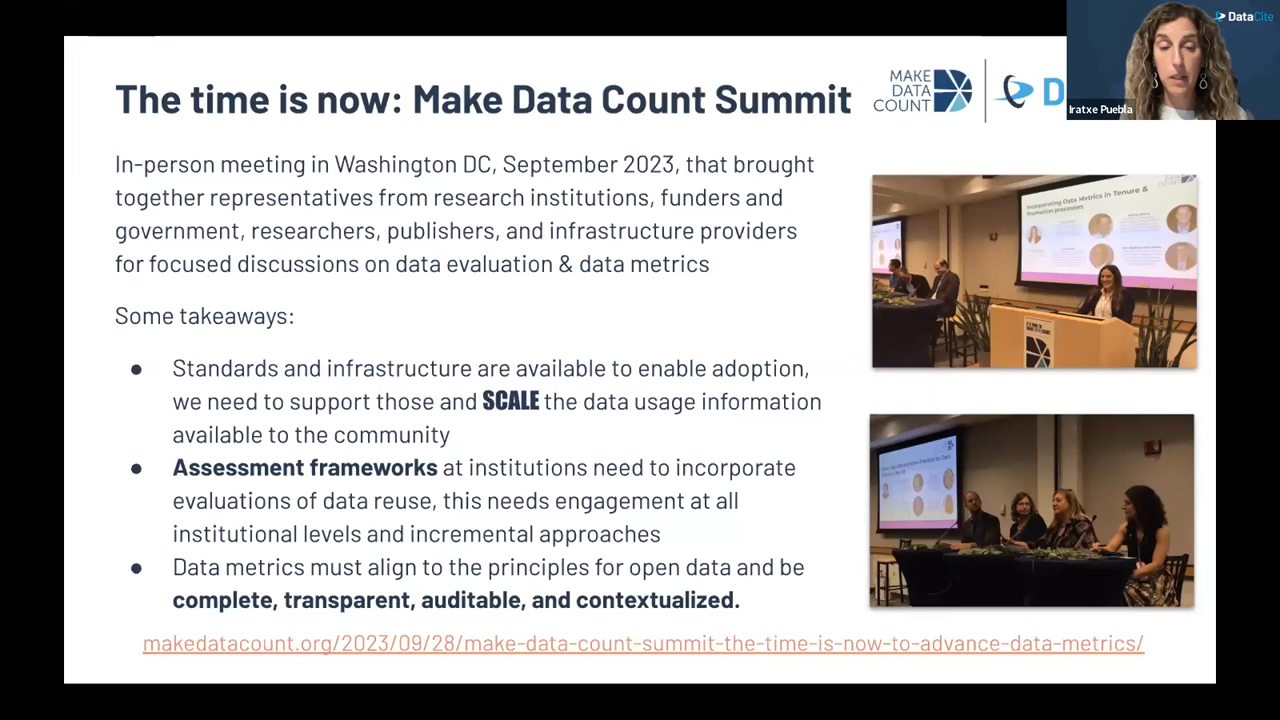 DataCite
The time is now: Make Data Count Summit
MAKE
DATA
COUNT
D
Iratxe Puebla
In-person meeting in Washington DC, September 2023, that brought
together representatives from research institutions, funders and
government, researchers, publishers, and infrastructure providers
for focused discussions on data evaluation & data metrics
Some takeaways:
● Standards and infrastructure are available to enable adoption,
we need to support those and SCALE the data usage information
available to the community
● Assessment frameworks at institutions need to incorporate
evaluations of data reuse, this needs engagement at all
institutional levels and incremental approaches
● Data metrics must align to the principles for open data and be
complete, transparent, auditable, and contextualized.
makedatacount.org/2023/09/28/make-data-count-summit-the-time-is-now-to-advance-data-metrics/
Incorporating Data Metrics in Tenure &
Promotion processes